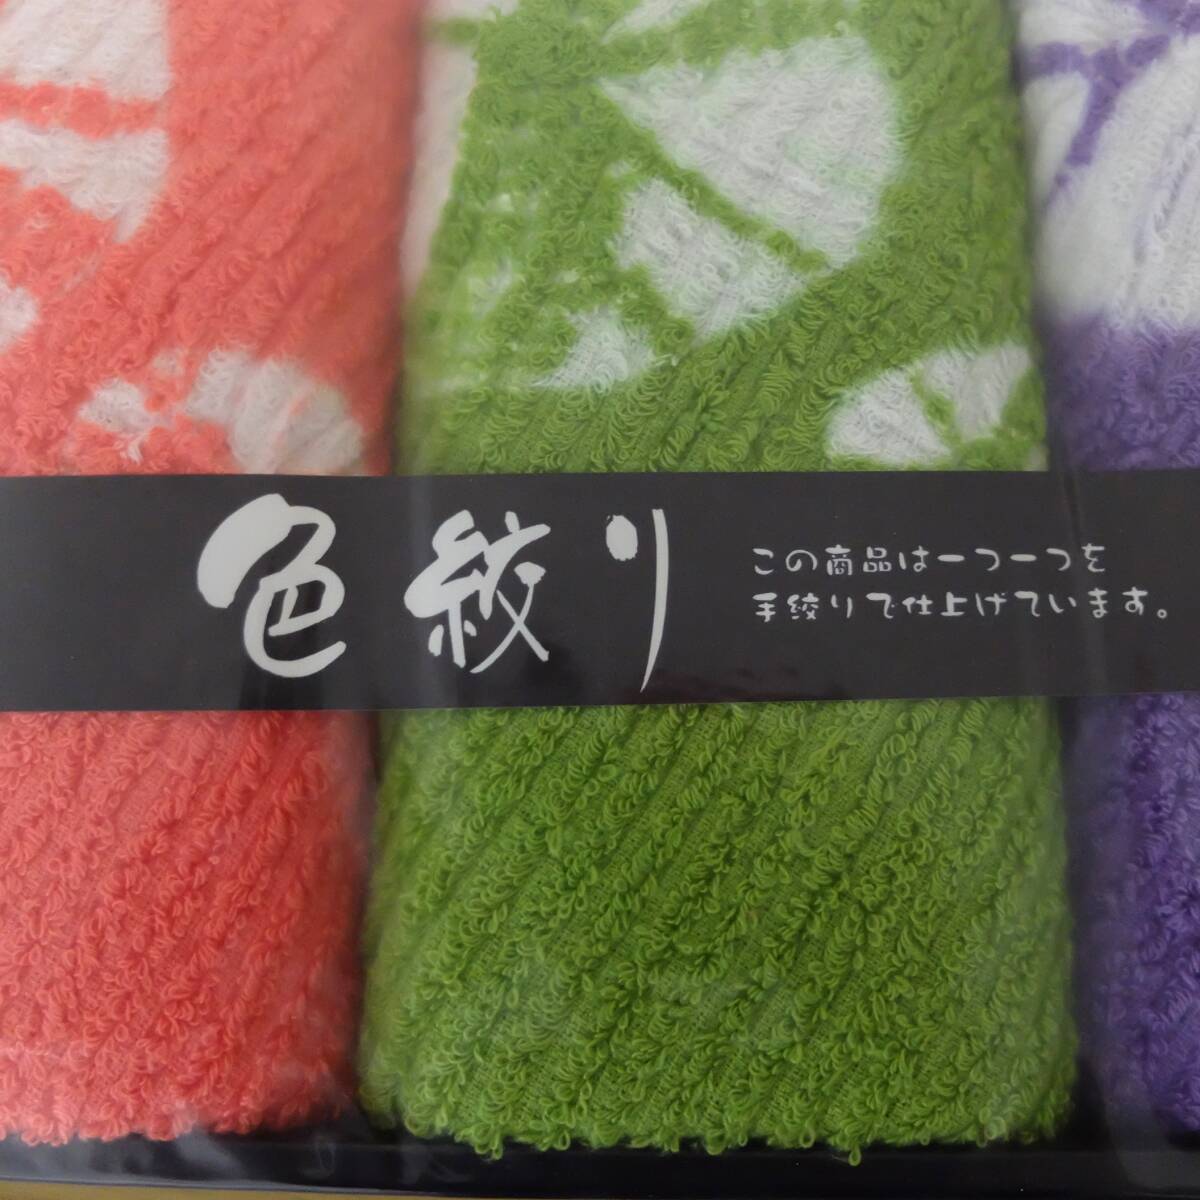 色絞り
この商品は一つ一つを
手絞りで仕上げています。